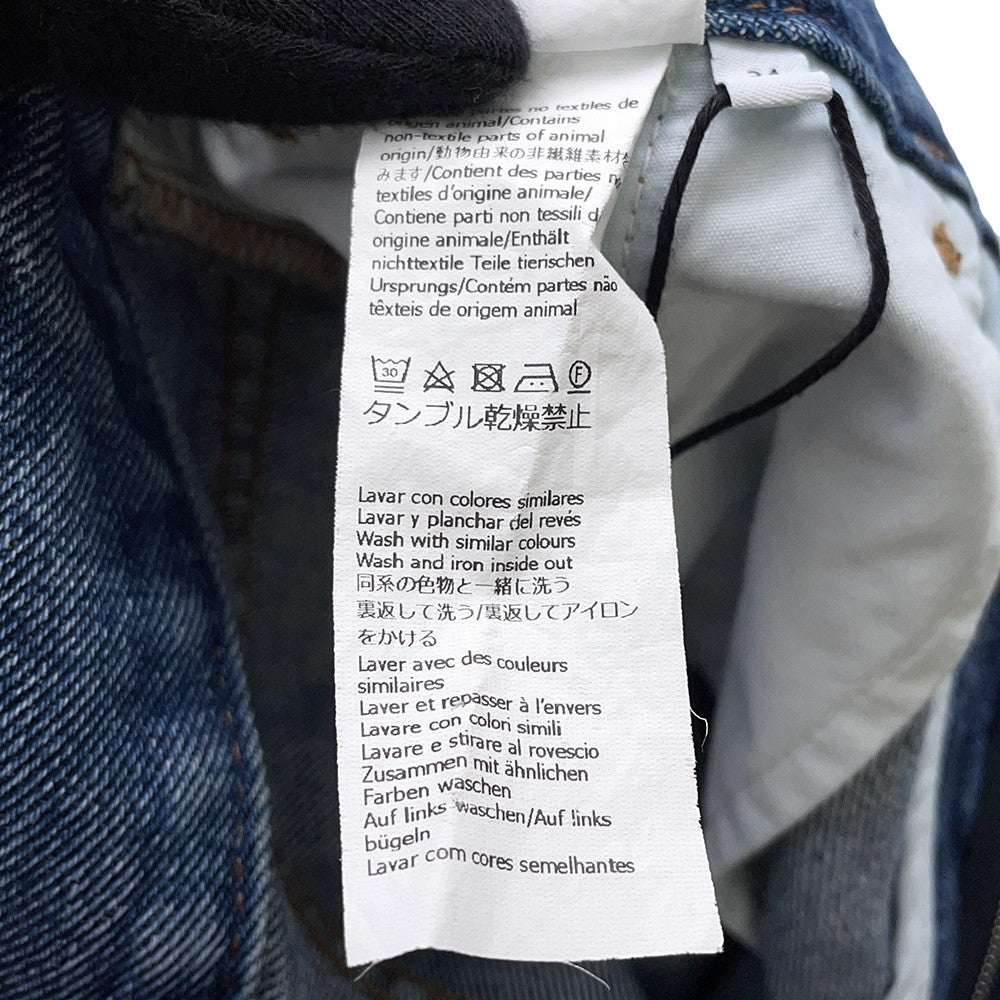 partes no textiles de
origen animal/Contains
non-textile parts of animal
origin/動物由来の非繊維素材
みます/Contient des parties
textiles d'origine animale/
Contiene parti non tessili
origine animale/Enthält
nichttextile Teile tierischen
Ursprungs/Contém partes não
têxteis de origem animal
30 F
タンブル乾燥禁止
Lavar con colores similares
Lavar y planchar del revés
Wash with similar colours
Wash and iron inside out
同系の色物と一緒に洗う
裏返して洗う/裏返してアイロン
をかける
Laver avec des couleurs
similaires
Laver et repasser à l'envers
Lavare con colori simili
Lavare e stirare al rovescio
Zusammen mit ähnlichen
Farben waschen
Auf links waschen/Auf links
bügeln
Lavar com cores semelhantes